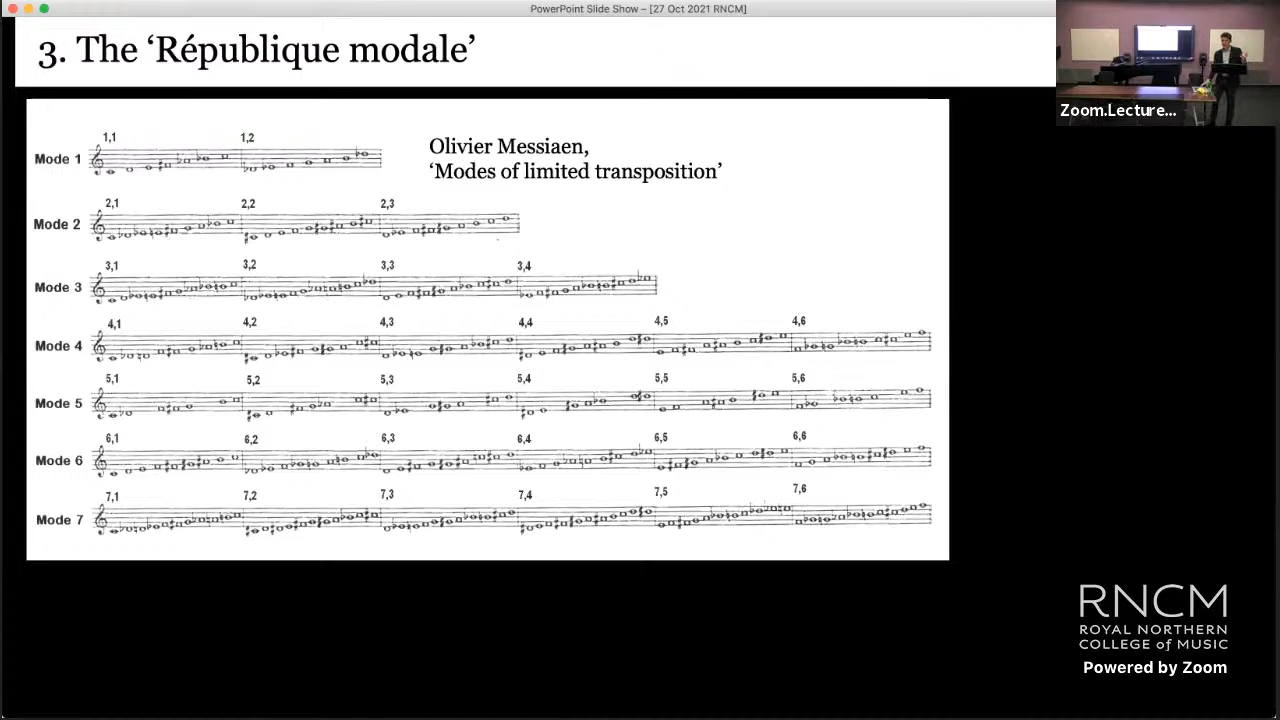 PowerPoint Slide Show – [27 Oct 2021 RNCM]
3. The ‘République modale’
Zoom.Lecture...
Olivier Messiaen,
‘Modes of limited transposition’
1,1 1,2
Mode 1
2,1 2,2 2,3
Mode 2
3,1 3,2 3,3 3,4
Mode 3
4,1 4,2 4,3 4,4 4,5 4,6
Mode 4
5,1 5,2 5,3 5,4 5,5 5,6
Mode 5
6,1 6,2 6,3 6,4 6,5 6,6
Mode 6
7,1 7,2 7,3 7,4 7,5 7,6
Mode 7
RNCM
ROYAL NORTHERN
COLLEGE of MUSIC
Powered by Zoom